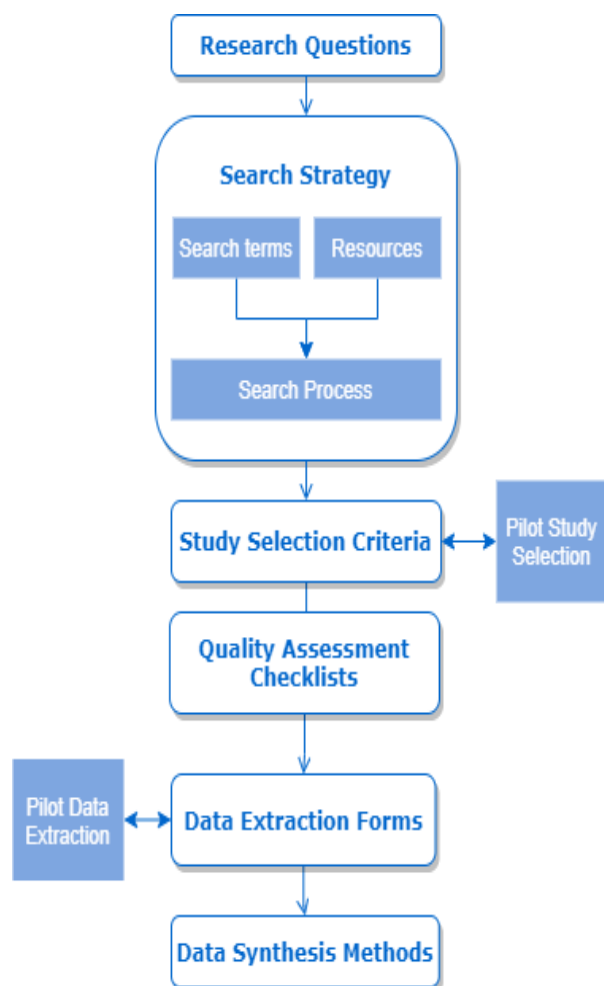 Research Questions
Search Strategy
Search terms
Resources
Search Process
Study Selection Criteria
Pilot Study
Selection
Quality Assessment
Checklists
Pilot Data
Extraction
Data Extraction Forms
Data Synthesis Methods